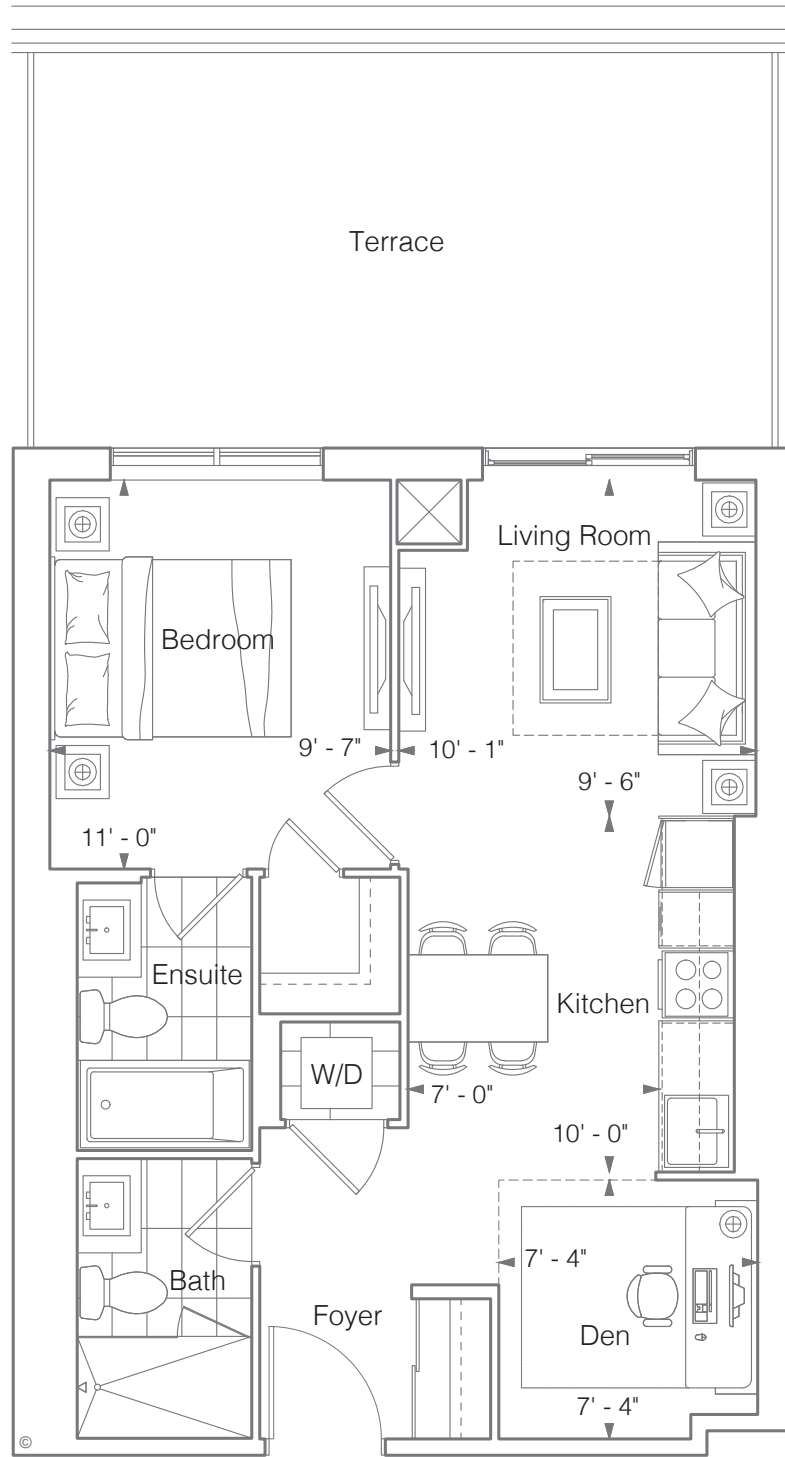 Terrace
Living Room
Bedroom
9' - 7"
10' - 1"
9' - 6"
11' - 0"
Ensuite
Kitchen
W/D
7' - 0"
10' - 0"
7' - 4"
Bath
Foyer
Den
7' - 4"
©